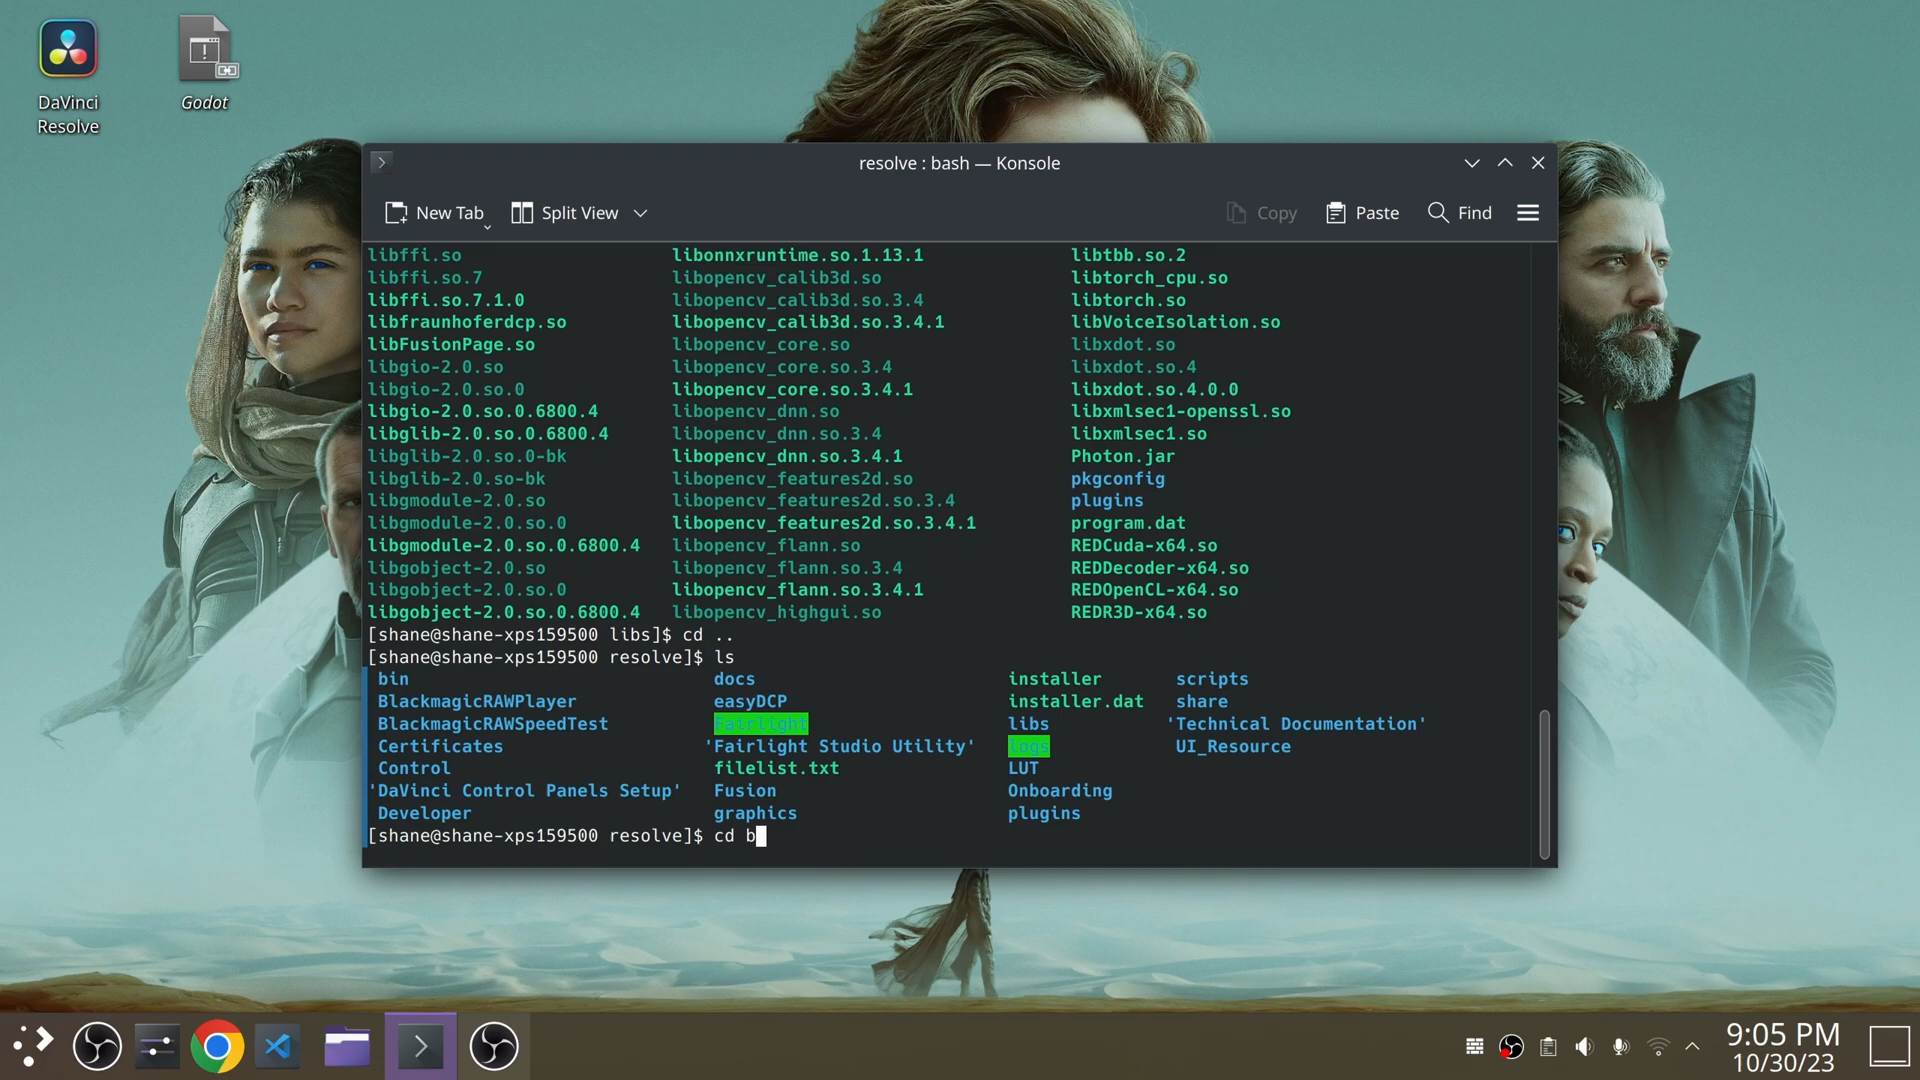 DaVinci
Resolve
Godot
resolve : bash — Konsole
New Tab Split View Copy Paste Find
libffi.so libonnxruntime.so.1.13.1 libtbb.so.2
libffi.so.7 libopencv_calib3d.so libtorch_cpu.so
libffi.so.7.1.0 libopencv_calib3d.so.3.4 libtorch.so
libfraunhoferdcp.so libopencv_calib3d.so.3.4.1 libVoiceIsolation.so
libFusionPage.so libopencv_core.so libxdot.so
libgio-2.0.so libopencv_core.so.3.4 libxdot.so.4
libgio-2.0.so.0 libopencv_core.so.3.4.1 libxdot.so.4.0.0
libgio-2.0.so.0.6800.4 libopencv_dnn.so libxmlsec1-openssl.so
libglib-2.0.so.0.6800.4 libopencv_dnn.so.3.4 libxmlsec1.so
libglib-2.0.so.0-bk libopencv_dnn.so.3.4.1 Photon.jar
libglib-2.0.so-bk libopencv_features2d.so pkgconfig
libgmodule-2.0.so libopencv_features2d.so.3.4 plugins
libgmodule-2.0.so.0 libopencv_features2d.so.3.4.1 program.dat
libgmodule-2.0.so.0.6800.4 libopencv_flann.so REDCuda-x64.so
libgobject-2.0.so libopencv_flann.so.3.4 REDDecoder-x64.so
libgobject-2.0.so.0 libopencv_flann.so.3.4.1 REDOpenCL-x64.so
libgobject-2.0.so.0.6800.4 libopencv_highgui.so REDR3D-x64.so
[shane@shane-xps159500 libs]$ cd ..
[shane@shane-xps159500 resolve]$ ls
bin docs installer scripts
BlackmagicRAWPlayer easyDCP installer.dat share
BlackmagicRAWSpeedTest Fairlight libs 'Technical Documentation'
Certificates 'Fairlight Studio Utility' logs UI_Resource
Control filelist.txt LUT
'DaVinci Control Panels Setup' Fusion Onboarding
Developer graphics plugins
[shane@shane-xps159500 resolve]$ cd b
9:05 PM
10/30/23